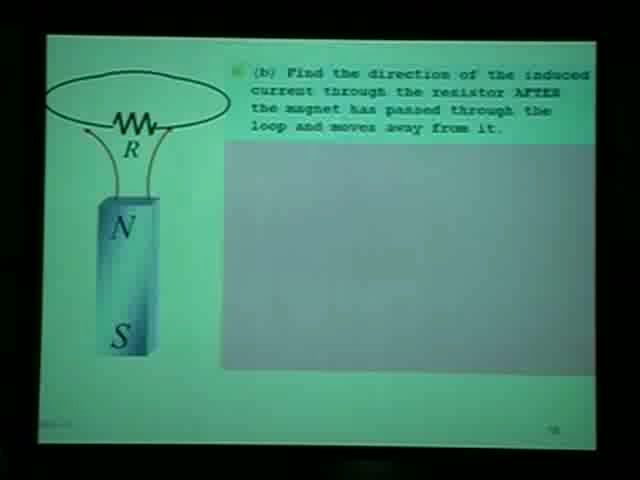 (b) Find the direction of the induced
current through the resistor AFTER
the magnet has passed through the
loop and moves away from it.
R
N
S